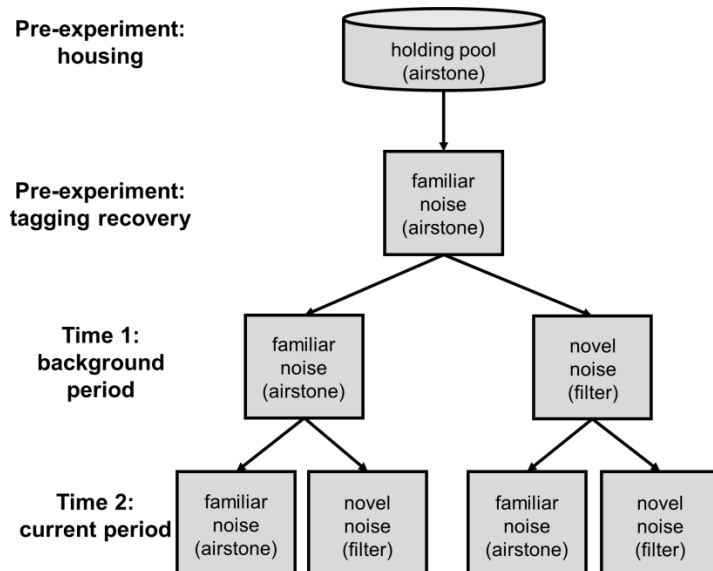 Pre-experiment:
housing
holding pool
(airstone)
Pre-experiment:
tagging recovery
familiar
noise
(airstone)
Time 1:
background
period
familiar
noise
(airstone)
novel
noise
(filter)
Time 2:
current period
familiar
noise
(airstone)
novel
noise
(filter)
familiar
noise
(airstone)
novel
noise
(filter)